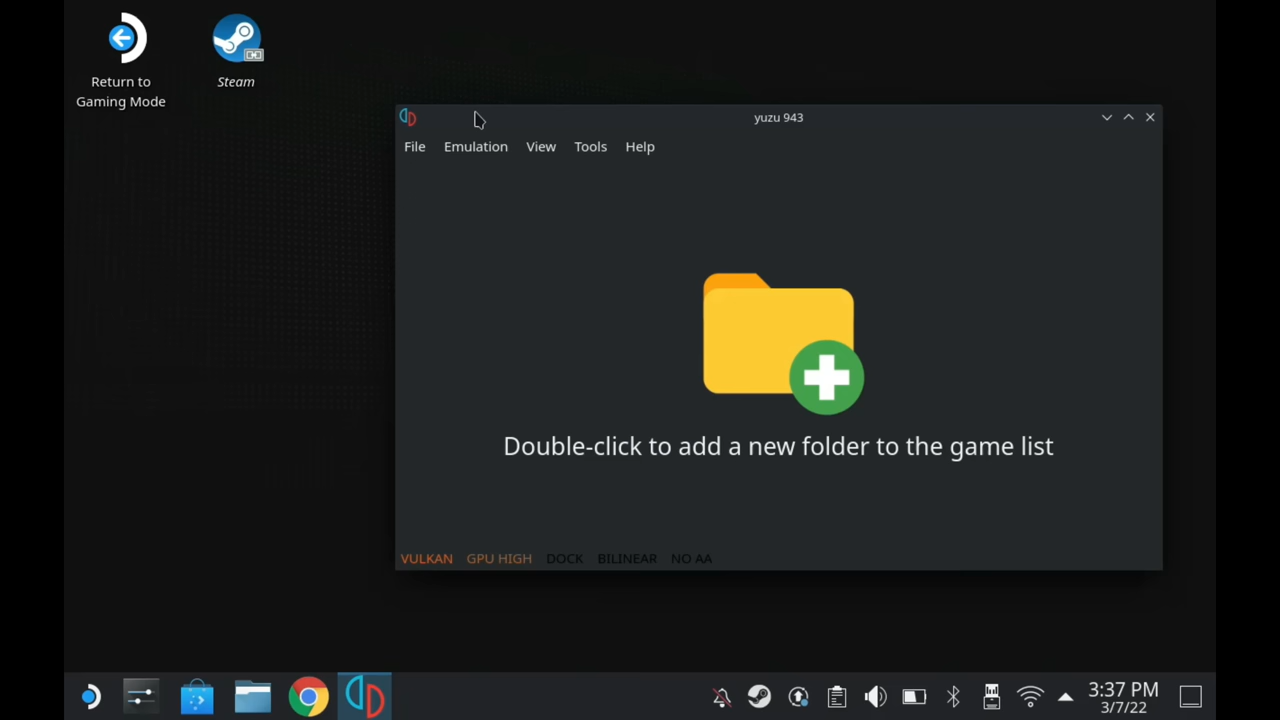 Return to
Gaming Mode
Steam
yuzu 943
File Emulation View Tools Help
Double-click to add a new folder to the game list
VULKAN GPU HIGH DOCK BILINEAR NO AA
3:37 PM
3/7/22